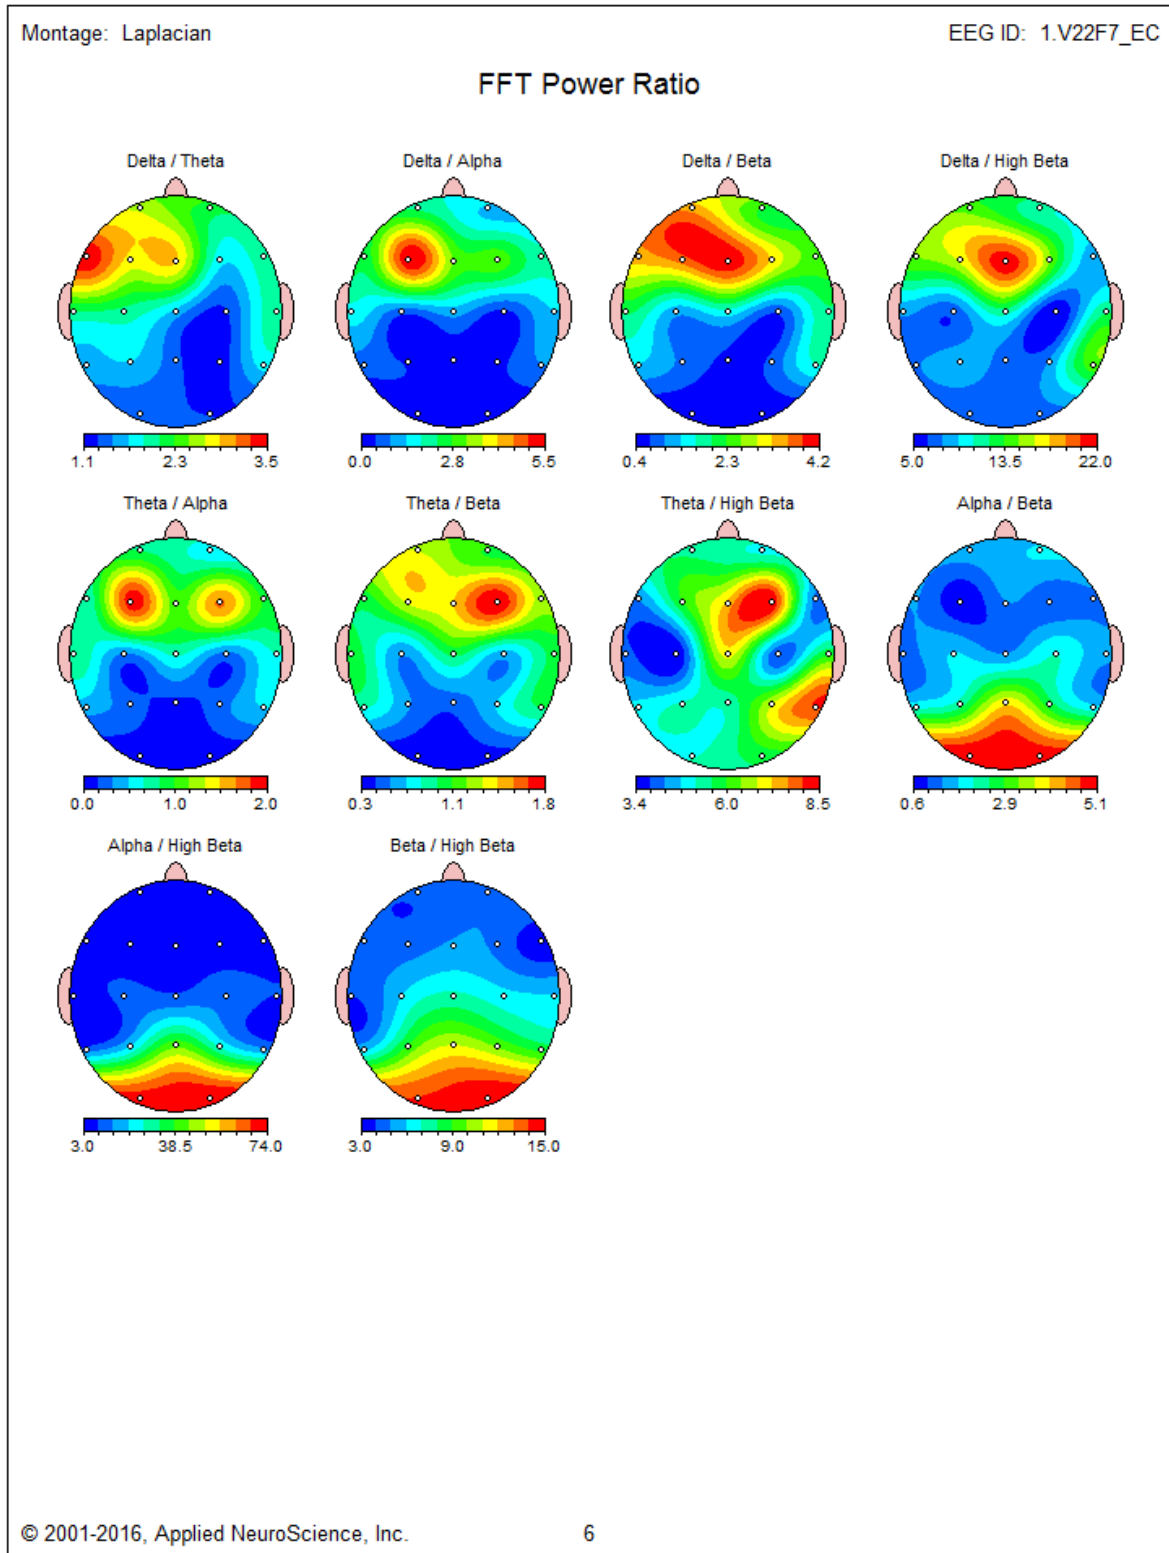 Montage: Laplacian EEG ID: 1.V22F7_EC
FFT Power Ratio
Delta / Theta Delta / Alpha Delta / Beta Delta / High Beta
1.1 2.3 3.5 0.0 2.8 5.5 0.4 2.3 4.2 5.0 13.5 22.0
Theta / Alpha Theta / Beta Theta / High Beta Alpha / Beta
0.0 1.0 2.0 0.3 1.1 1.8 3.4 6.0 8.5 0.6 2.9 5.1
Alpha / High Beta Beta / High Beta
3.0 38.5 74.0 3.0 9.0 15.0
© 2001-2016, Applied NeuroScience, Inc. 6